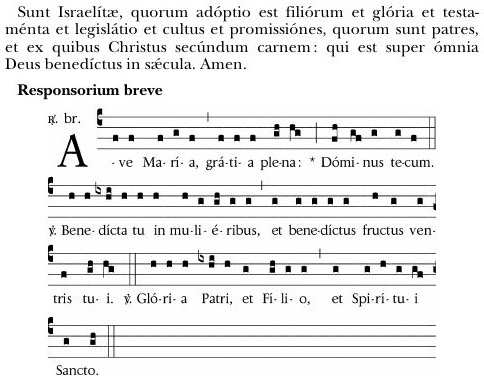 Sunt Israelítæ, quorum adóptio est filiórum et glória et testa-
ménta et legislátio et cultus et promissiónes, quorum sunt patres,
et ex quibus Christus secúndum carnem: qui est super ómnia
Deus benedíctus in sǽcula. Amen.
Responsorium breve
℟. br.
A - ve Ma- rí- a, grá- ti- a ple-na: * Dómi- nus te-cum.
℣. Bene- dícta tu in mu-li- é- ribus, et bene-díctus fructus ven-
tris tu- i. ℣. Gló-ri- a Patri, et Fí- li- o, et Spi-rí- tu- i
Sancto.